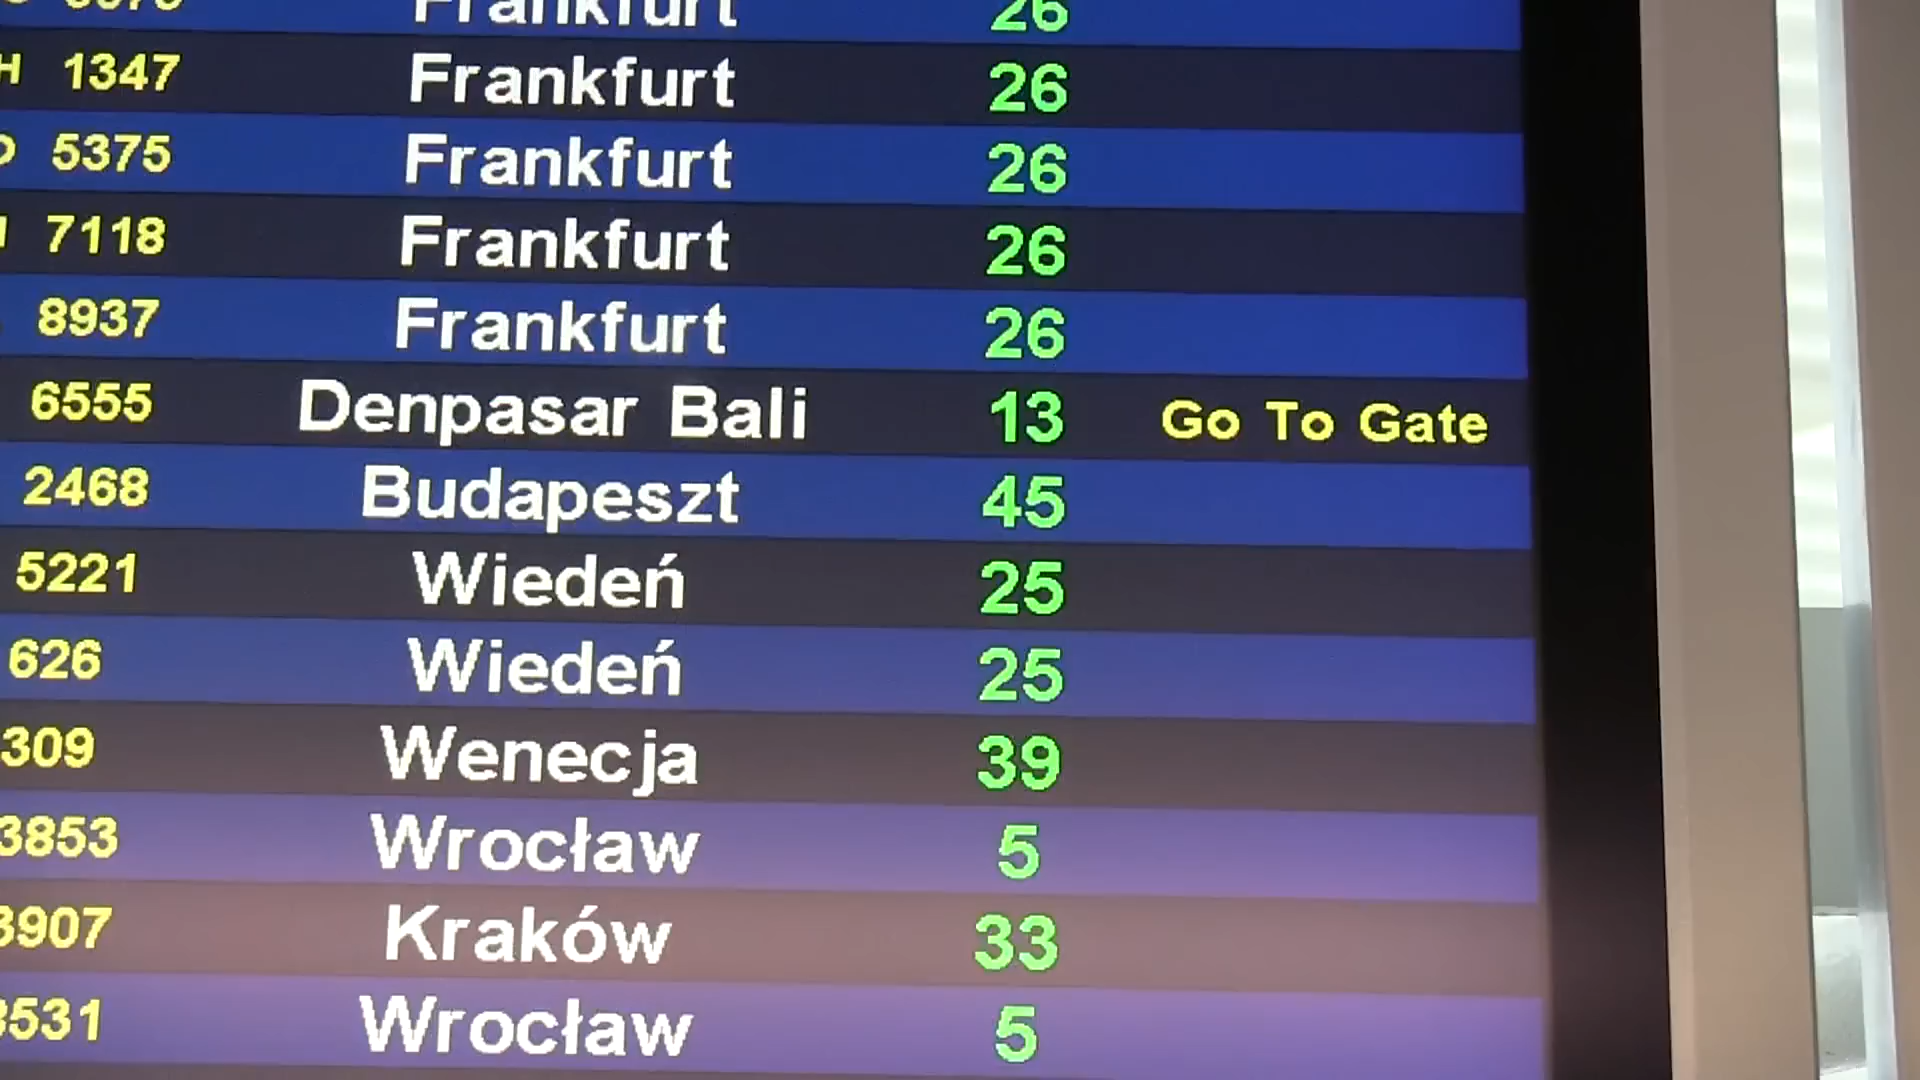 Frankfurt 26
H 1347 Frankfurt 26
5375 Frankfurt 26
7118 Frankfurt 26
8937 Frankfurt 26
6555 Denpasar Bali 13 Go To Gate
2468 Budapeszt 45
5221 Wiedeń 25
626 Wiedeń 25
309 Wenecja 39
3853 Wrocław 5
3907 Kraków 33
3531 Wrocław 5